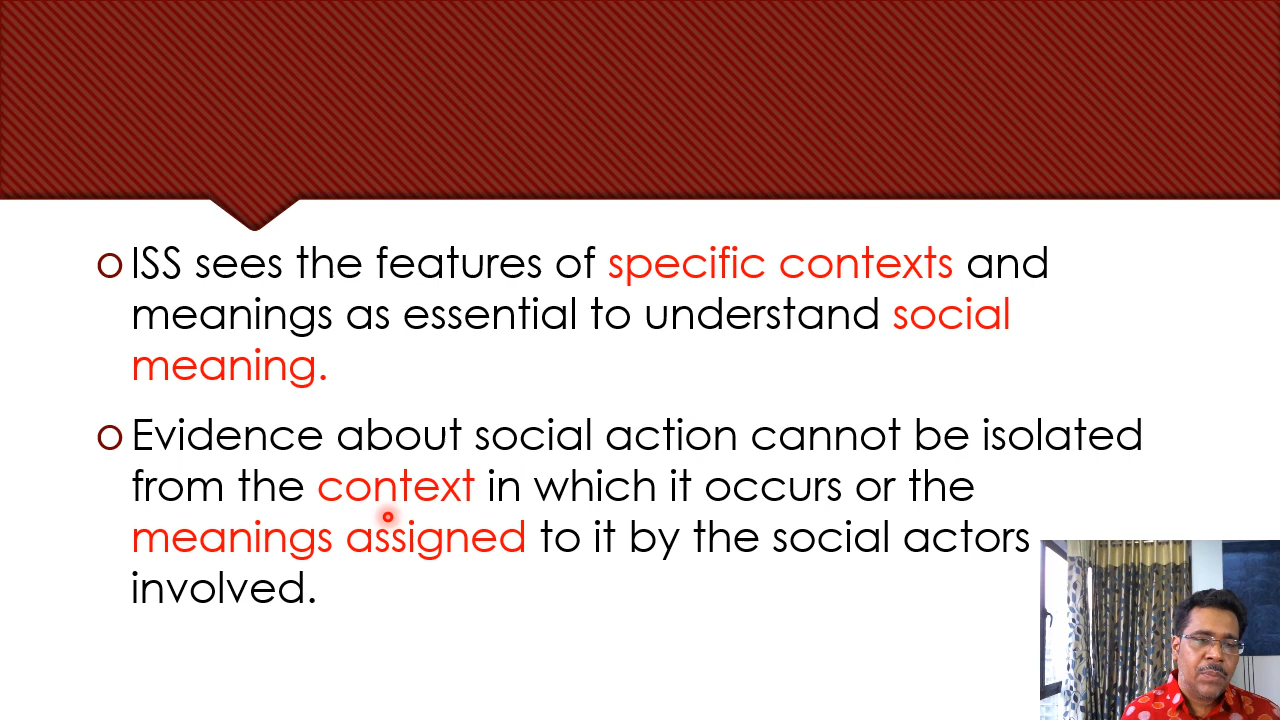 ISS sees the features of specific contexts and
meanings as essential to understand social
meaning.
Evidence about social action cannot be isolated
from the context in which it occurs or the
meanings assigned to it by the social actors
involved.